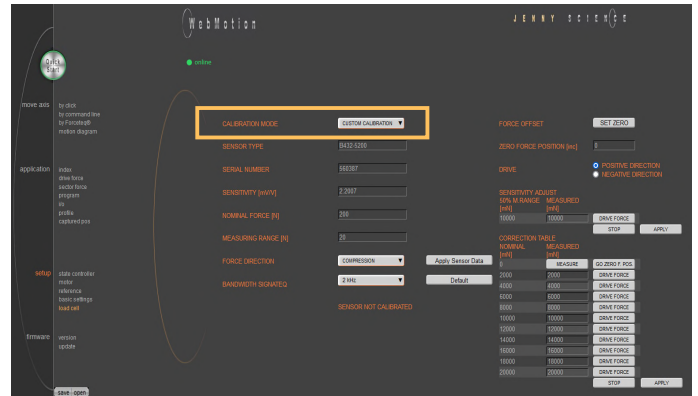 WebMotion
JENNY SCIENCE
Quick
Start
online
move axis
by click
by command line
by Forceteq®
motion diagram
application
index
drive force
sector force
program
i/o
profile
captured pos
setup
state controller
motor
reference
basic settings
load cell
firmware
version
update
save open
CALIBRATION MODE CUSTOM CALIBRATION
SENSOR TYPE 8432-5200
SERIAL NUMBER 568387
SENSITIVITY [mV/V] 2.2007
NOMINAL FORCE [N] 200
MEASURING RANGE [N] 20
FORCE DIRECTION COMPRESSION Apply Sensor Data
BANDWIDTH SIGNATEQ 2 kHz Default
SENSOR NOT CALIBRATED
FORCE OFFSET SET ZERO
ZERO FORCE POSITION [inc] 0
DRIVE POSITIVE DIRECTION
NEGATIVE DIRECTION
SENSITIVITY ADJUST
50% M.RANGE MEASURED
[mN] [mN]
10000 10000 DRIVE FORCE
STOP APPLY
CORRECTION TABLE
NOMINAL MEASURED
[mN] [mN]
0 MEASURE GO ZERO F. POS.
2000 2000 DRIVE FORCE
4000 4000 DRIVE FORCE
6000 6000 DRIVE FORCE
8000 8000 DRIVE FORCE
10000 10000 DRIVE FORCE
12000 12000 DRIVE FORCE
14000 14000 DRIVE FORCE
16000 16000 DRIVE FORCE
18000 18000 DRIVE FORCE
20000 20000 DRIVE FORCE
STOP APPLY